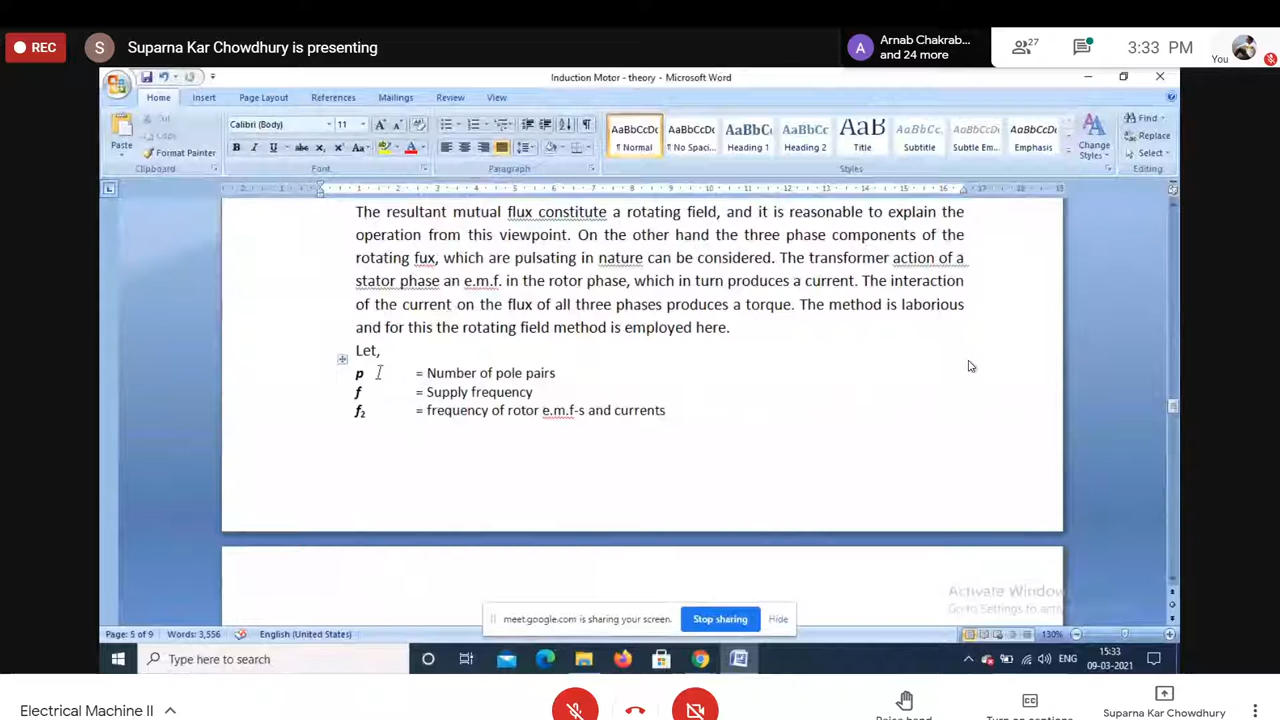 REC
S
Suparna Kar Chowdhury is presenting
A
Arnab Chakrab...
and 24 more
27
3:33 PM
You
Induction Motor - theory - Microsoft Word
Home
Insert
Page Layout
References
Mailings
Review
View
Paste
Cut
Copy
Format Painter
Clipboard
Calibri (Body)
11
Font
Paragraph
AaBbCcDc
¶ Normal
AaBbCcDc
¶ No Spaci...
AaBbCc
Heading 1
AaBbCc
Heading 2
AaB
Title
AaBbCcI
Subtitle
AaBbCcDc
Subtle Em...
AaBbCcDc
Emphasis
Change
Styles
Styles
Find
Replace
Select
Editing
The resultant mutual flux constitute a rotating field, and it is reasonable to explain the
operation from this viewpoint. On the other hand the three phase components of the
rotating fux, which are pulsating in nature can be considered. The transformer action of a
stator phase an e.m.f. in the rotor phase, which in turn produces a current. The interaction
of the current on the flux of all three phases produces a torque. The method is laborious
and for this the rotating field method is employed here.
Let,
p = Number of pole pairs
f = Supply frequency
f2 = frequency of rotor e.m.f-s and currents
Activate Window
Go to Settings to activ
meet.google.com is sharing your screen.
Stop sharing
Hide
Page: 5 of 9
Words: 3,556
English (United States)
130%
Type here to search
ENG
15:33
09-03-2021
Electrical Machine II
Raise hand
Turn on captions
Suparna Kar Chowdhury